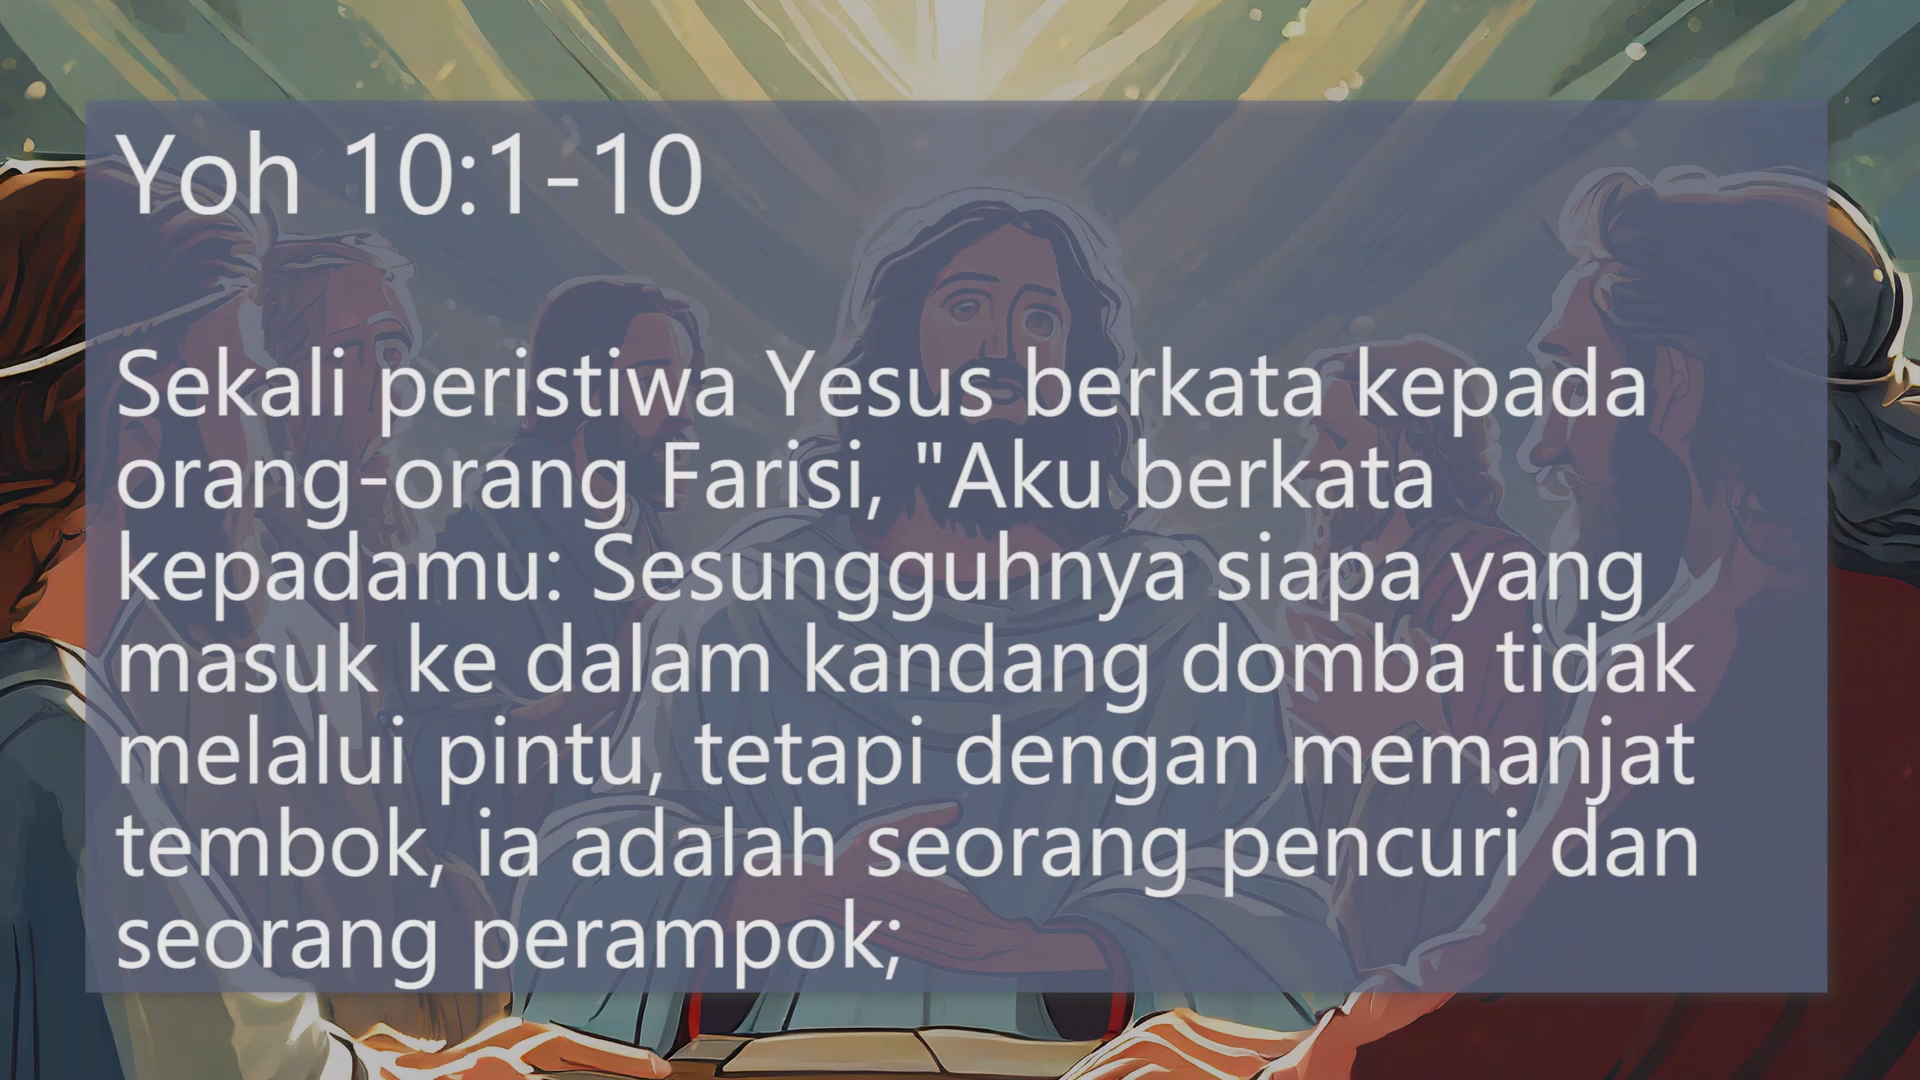 Yoh 10:1-10
Sekali peristiwa Yesus berkata kepada
orang-orang Farisi, "Aku berkata
kepadamu: Sesungguhnya siapa yang
masuk ke dalam kandang domba tidak
melalui pintu, tetapi dengan memanjat
tembok, ia adalah seorang pencuri dan
seorang perampok;